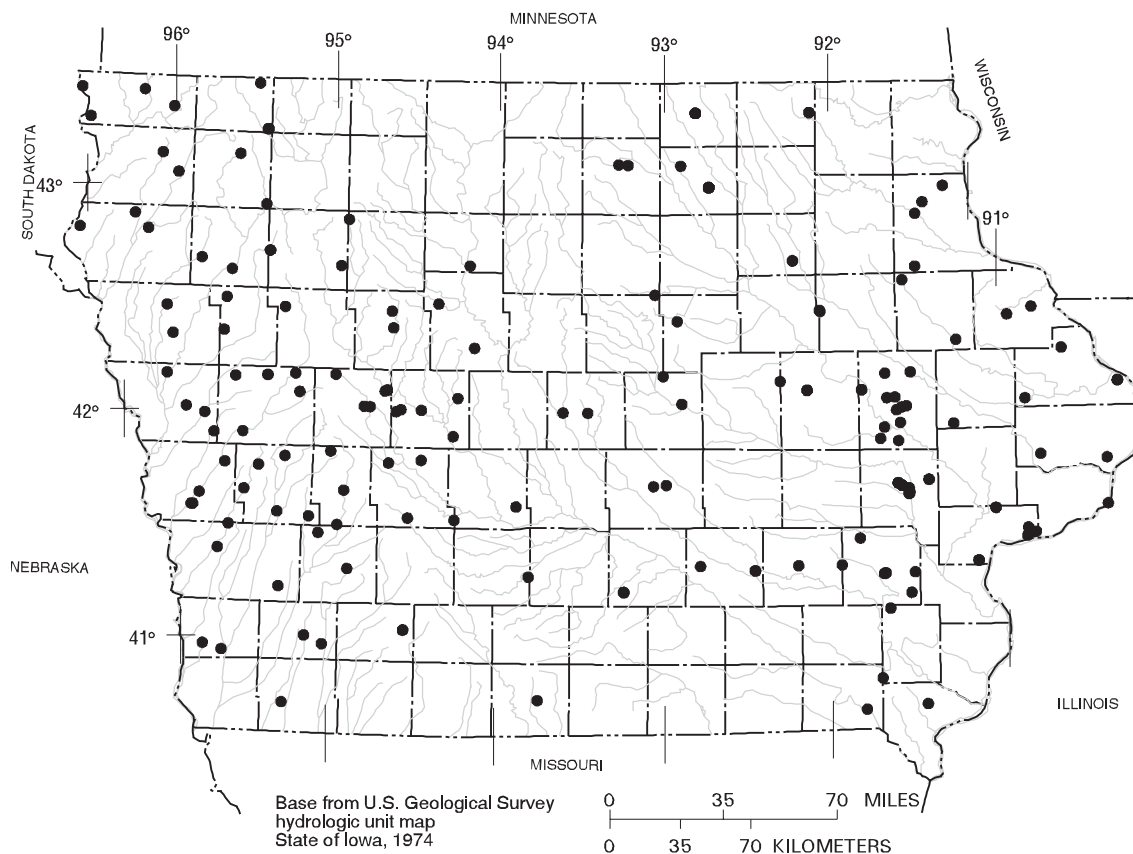 MINNESOTA
96°
95°
94°
93°
92°
WISCONSIN
SOUTH DAKOTA
43°
91°
42°
NEBRASKA
41°
ILLINOIS
MISSOURI
Base from U.S. Geological Survey
hydrologic unit map
State of Iowa, 1974
0 35 70 MILES
0 35 70 KILOMETERS